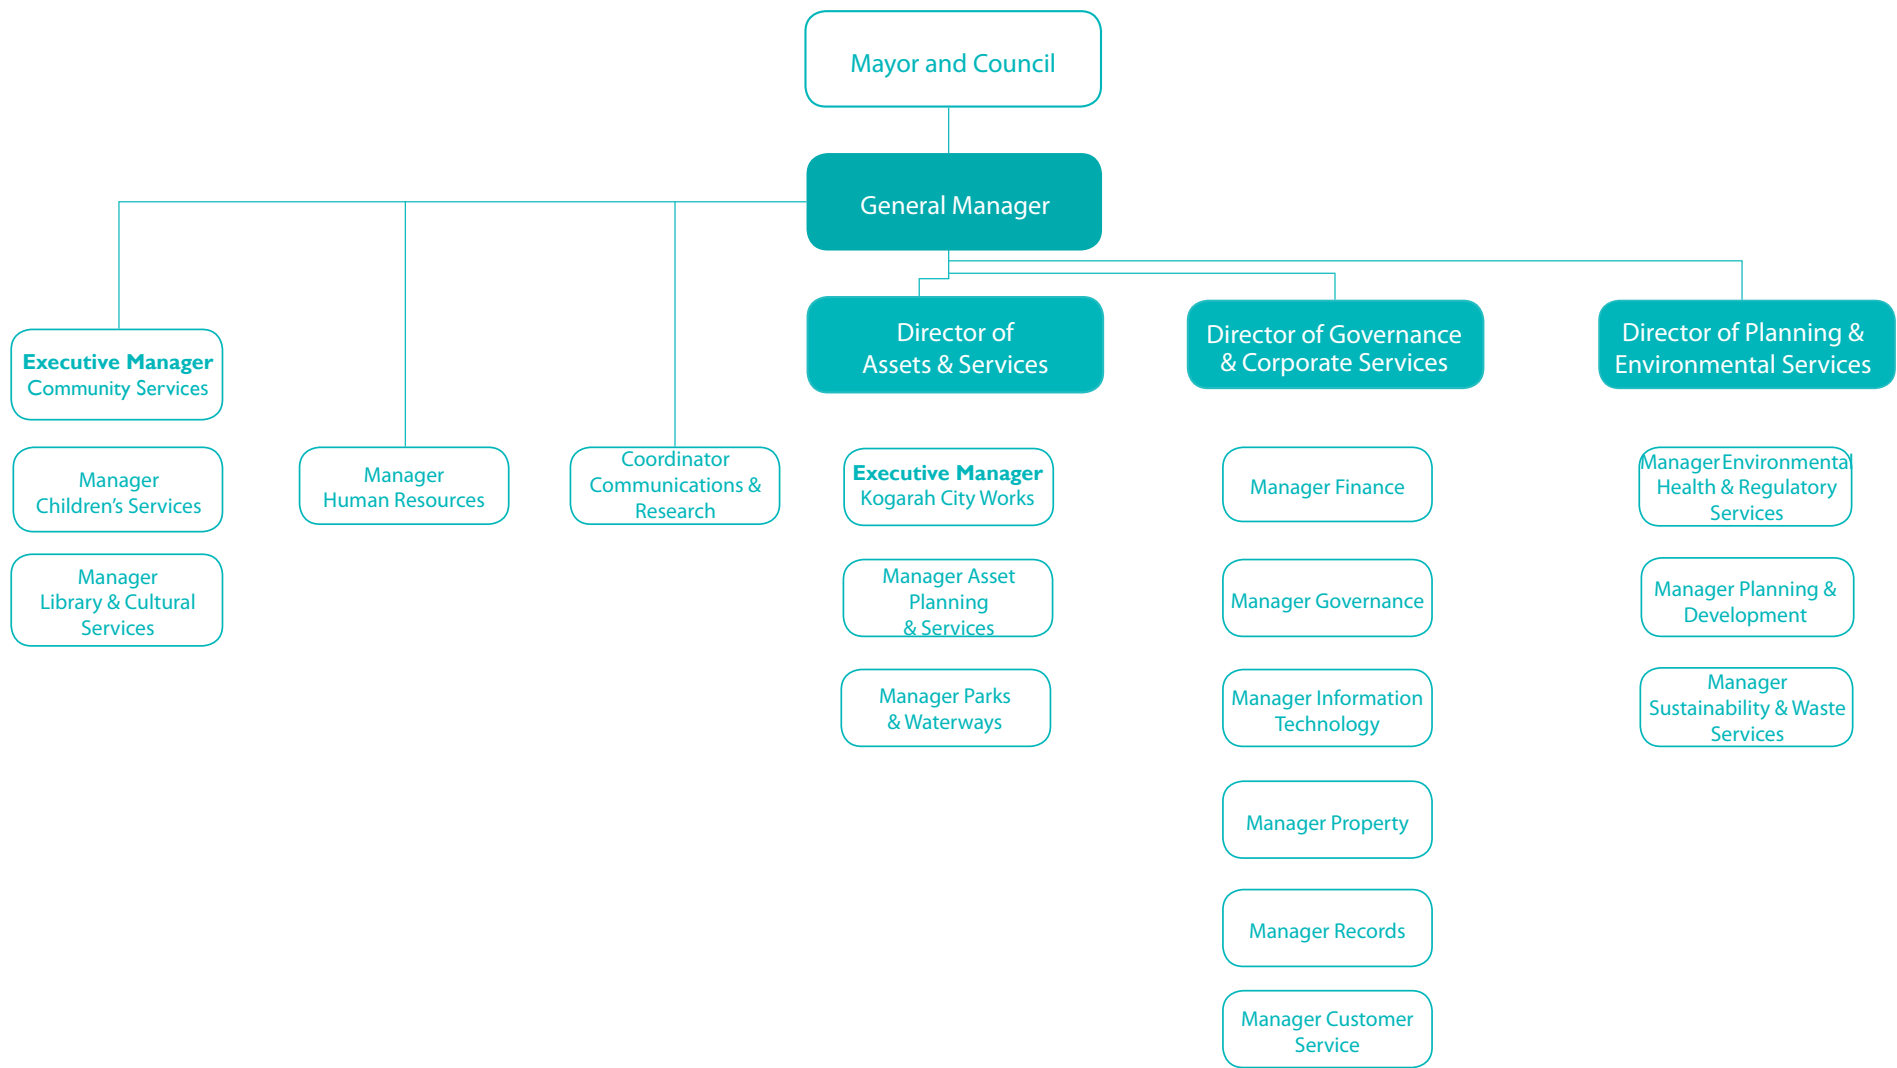 Mayor and Council
General Manager
Executive Manager
Community Services
Manager
Children’s Services
Manager
Library & Cultural
Services
Manager
Human Resources
Coordinator
Communications &
Research
Director of
Assets & Services
Executive Manager
Kogarah City Works
Manager Asset
Planning
& Services
Manager Parks
& Waterways
Director of Governance
& Corporate Services
Manager Finance
Manager Governance
Manager Information
Technology
Manager Property
Manager Records
Manager Customer
Service
Director of Planning &
Environmental Services
Manager Environmental
Health & Regulatory
Services
Manager Planning &
Development
Manager
Sustainability & Waste
Services